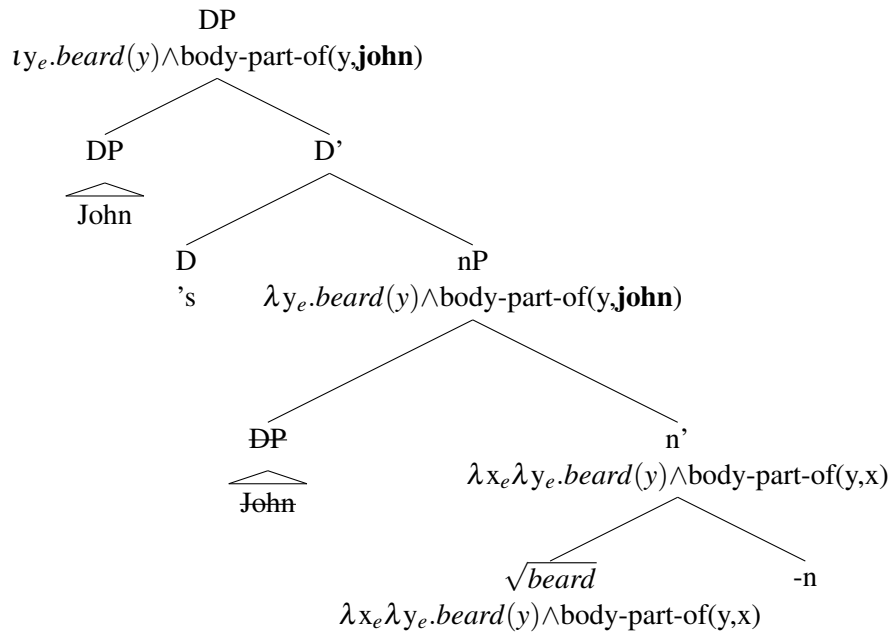 DP
ιy_e.beard(y)∧body-part-of(y,john)
DP D’
John
D nP
’s λy_e.beard(y)∧body-part-of(y,john)
DP n’
John λx_eλy_e.beard(y)∧body-part-of(y,x)
√beard -n
λx_eλy_e.beard(y)∧body-part-of(y,x)